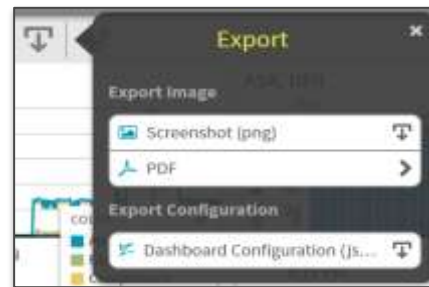 Export
Export Image
Screenshot (png)
PDF
Export Configuration
Dashboard Configuration (js...